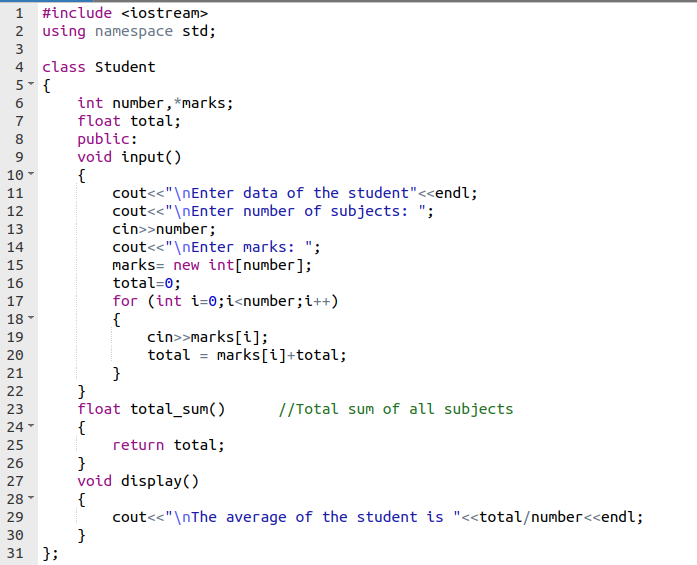 1 #include <iostream>
2 using namespace std;
3
4 class Student
5 {
6     int number,*marks;
7     float total;
8     public:
9     void input()
10     {
11         cout<<"\nEnter data of the student"<<endl;
12         cout<<"\nEnter number of subjects: ";
13         cin>>number;
14         cout<<"\nEnter marks: ";
15         marks= new int[number];
16         total=0;
17         for (int i=0;i<number;i++)
18         {
19             cin>>marks[i];
20             total = marks[i]+total;
21         }
22     }
23     float total_sum()      //Total sum of all subjects
24     {
25         return total;
26     }
27     void display()
28     {
29         cout<<"\nThe average of the student is "<<total/number<<endl;
30     }
31 };